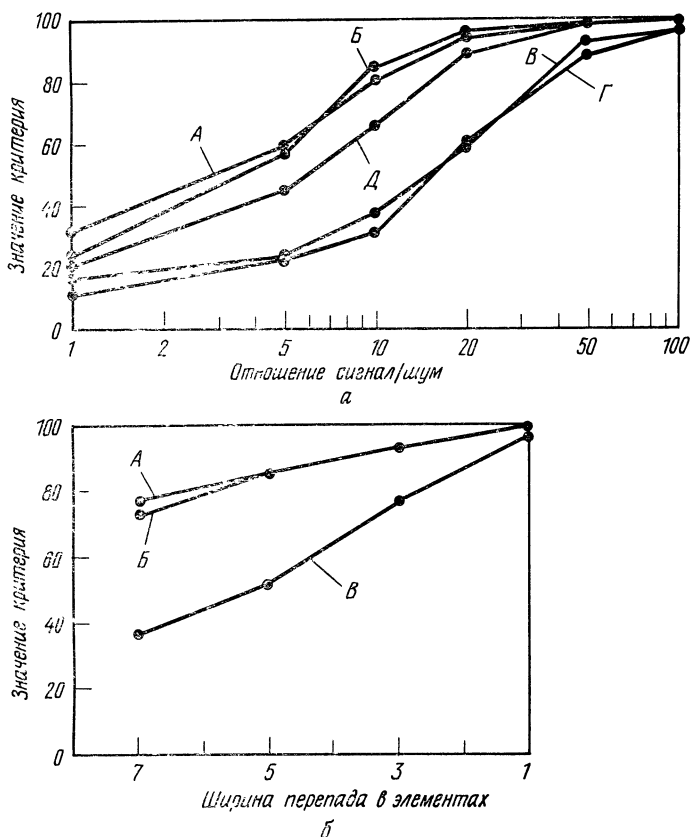 100
80
60
40
20
0
Значение критерия
А
Б
В
Г
Д
1 2 5 10 20 50 100
Отношение сигнал/шум
а
100
80
60
40
20
0
Значение критерия
А
Б
В
7 5 3 1
Ширина перепада в элементах
б